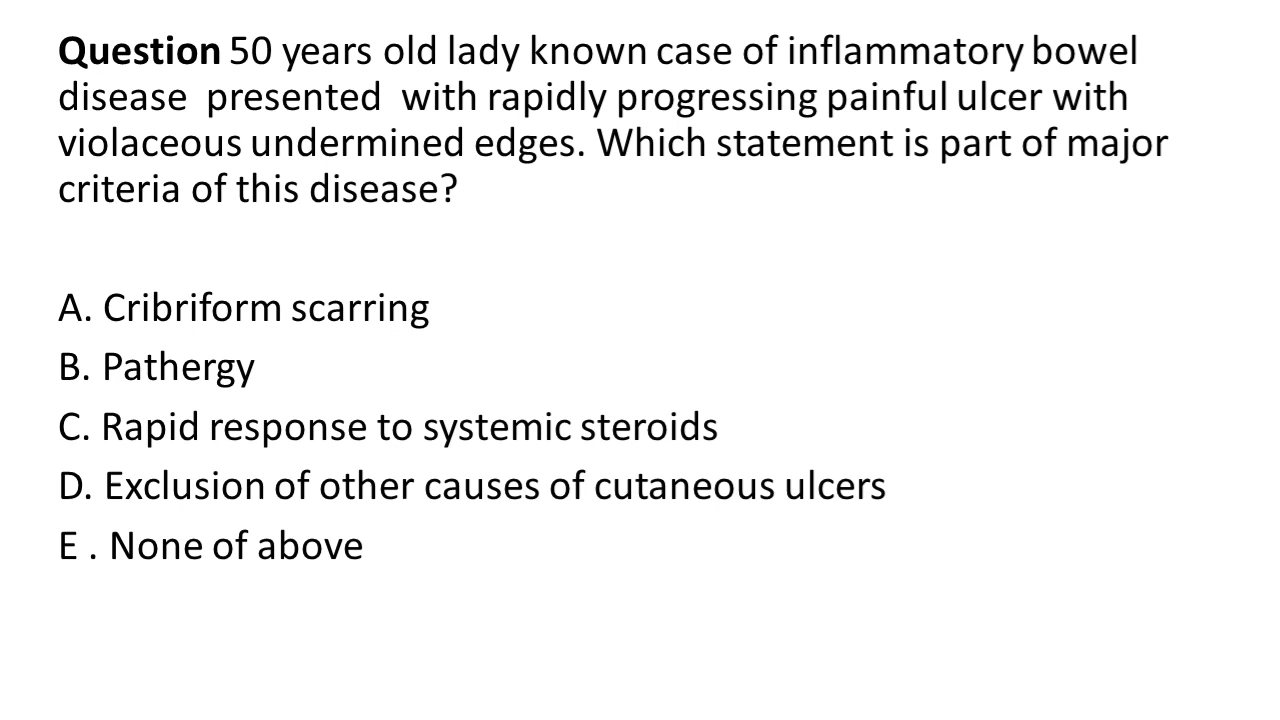 Question 50 years old lady known case of inflammatory bowel
disease  presented  with rapidly progressing painful ulcer with
violaceous undermined edges. Which statement is part of major
criteria of this disease?
A. Cribriform scarring
B. Pathergy
C. Rapid response to systemic steroids
D. Exclusion of other causes of cutaneous ulcers
E . None of above